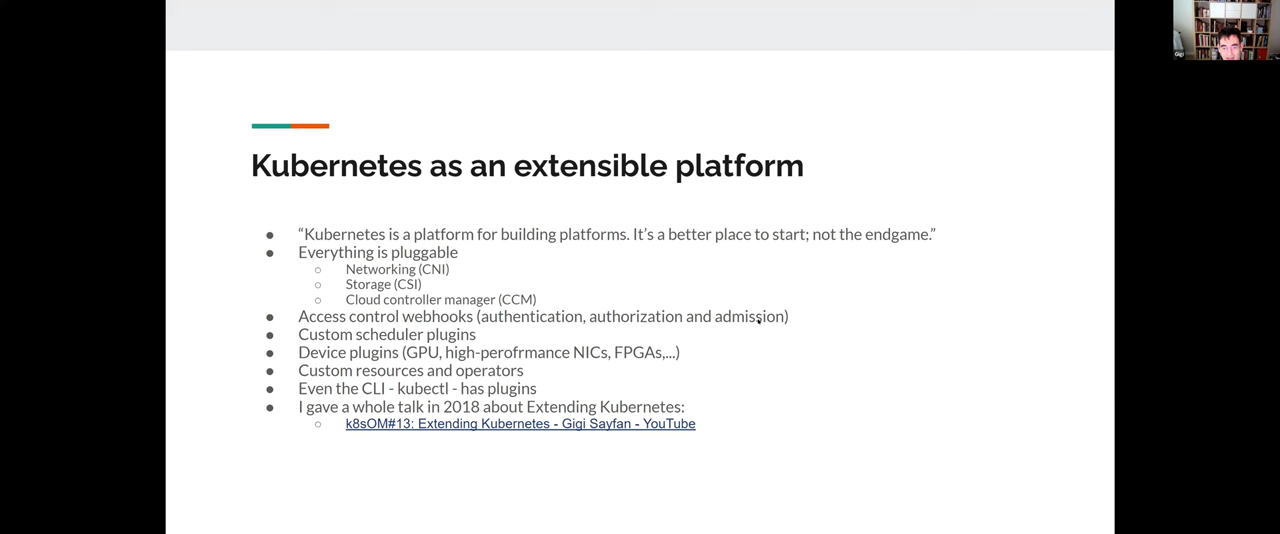 Kubernetes as an extensible platform
● “Kubernetes is a platform for building platforms. It’s a better place to start; not the endgame.”
● Everything is pluggable
○ Networking (CNI)
○ Storage (CSI)
○ Cloud controller manager (CCM)
● Access control webhooks (authentication, authorization and admission)
● Custom scheduler plugins
● Device plugins (GPU, high-perofrmance NICs, FPGAs,...)
● Custom resources and operators
● Even the CLI - kubectl - has plugins
● I gave a whole talk in 2018 about Extending Kubernetes:
○ k8sOM#13: Extending Kubernetes - Gigi Sayfan - YouTube
Gigi